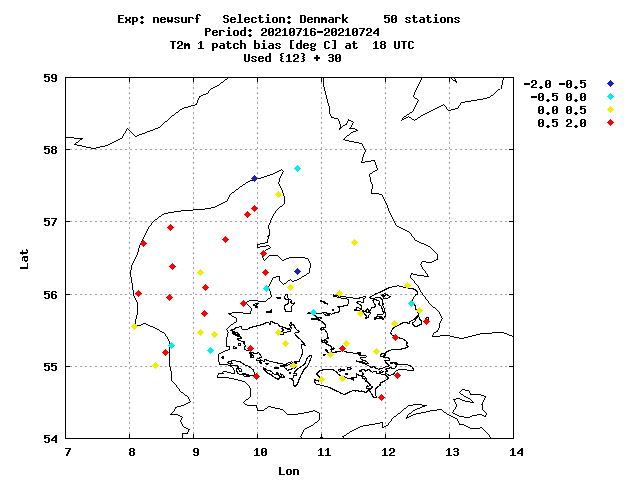 Exp: newsurf Selection: Denmark 50 stations
Period: 20210716-20210724
T2m 1 patch bias [deg C] at 18 UTC
Used {12} + 30
-2.0 -0.5
-0.5 0.0
0.0 0.5
0.5 2.0
59
58
57
56
55
54
Lat
7 8 9 10 11 12 13 14
Lon